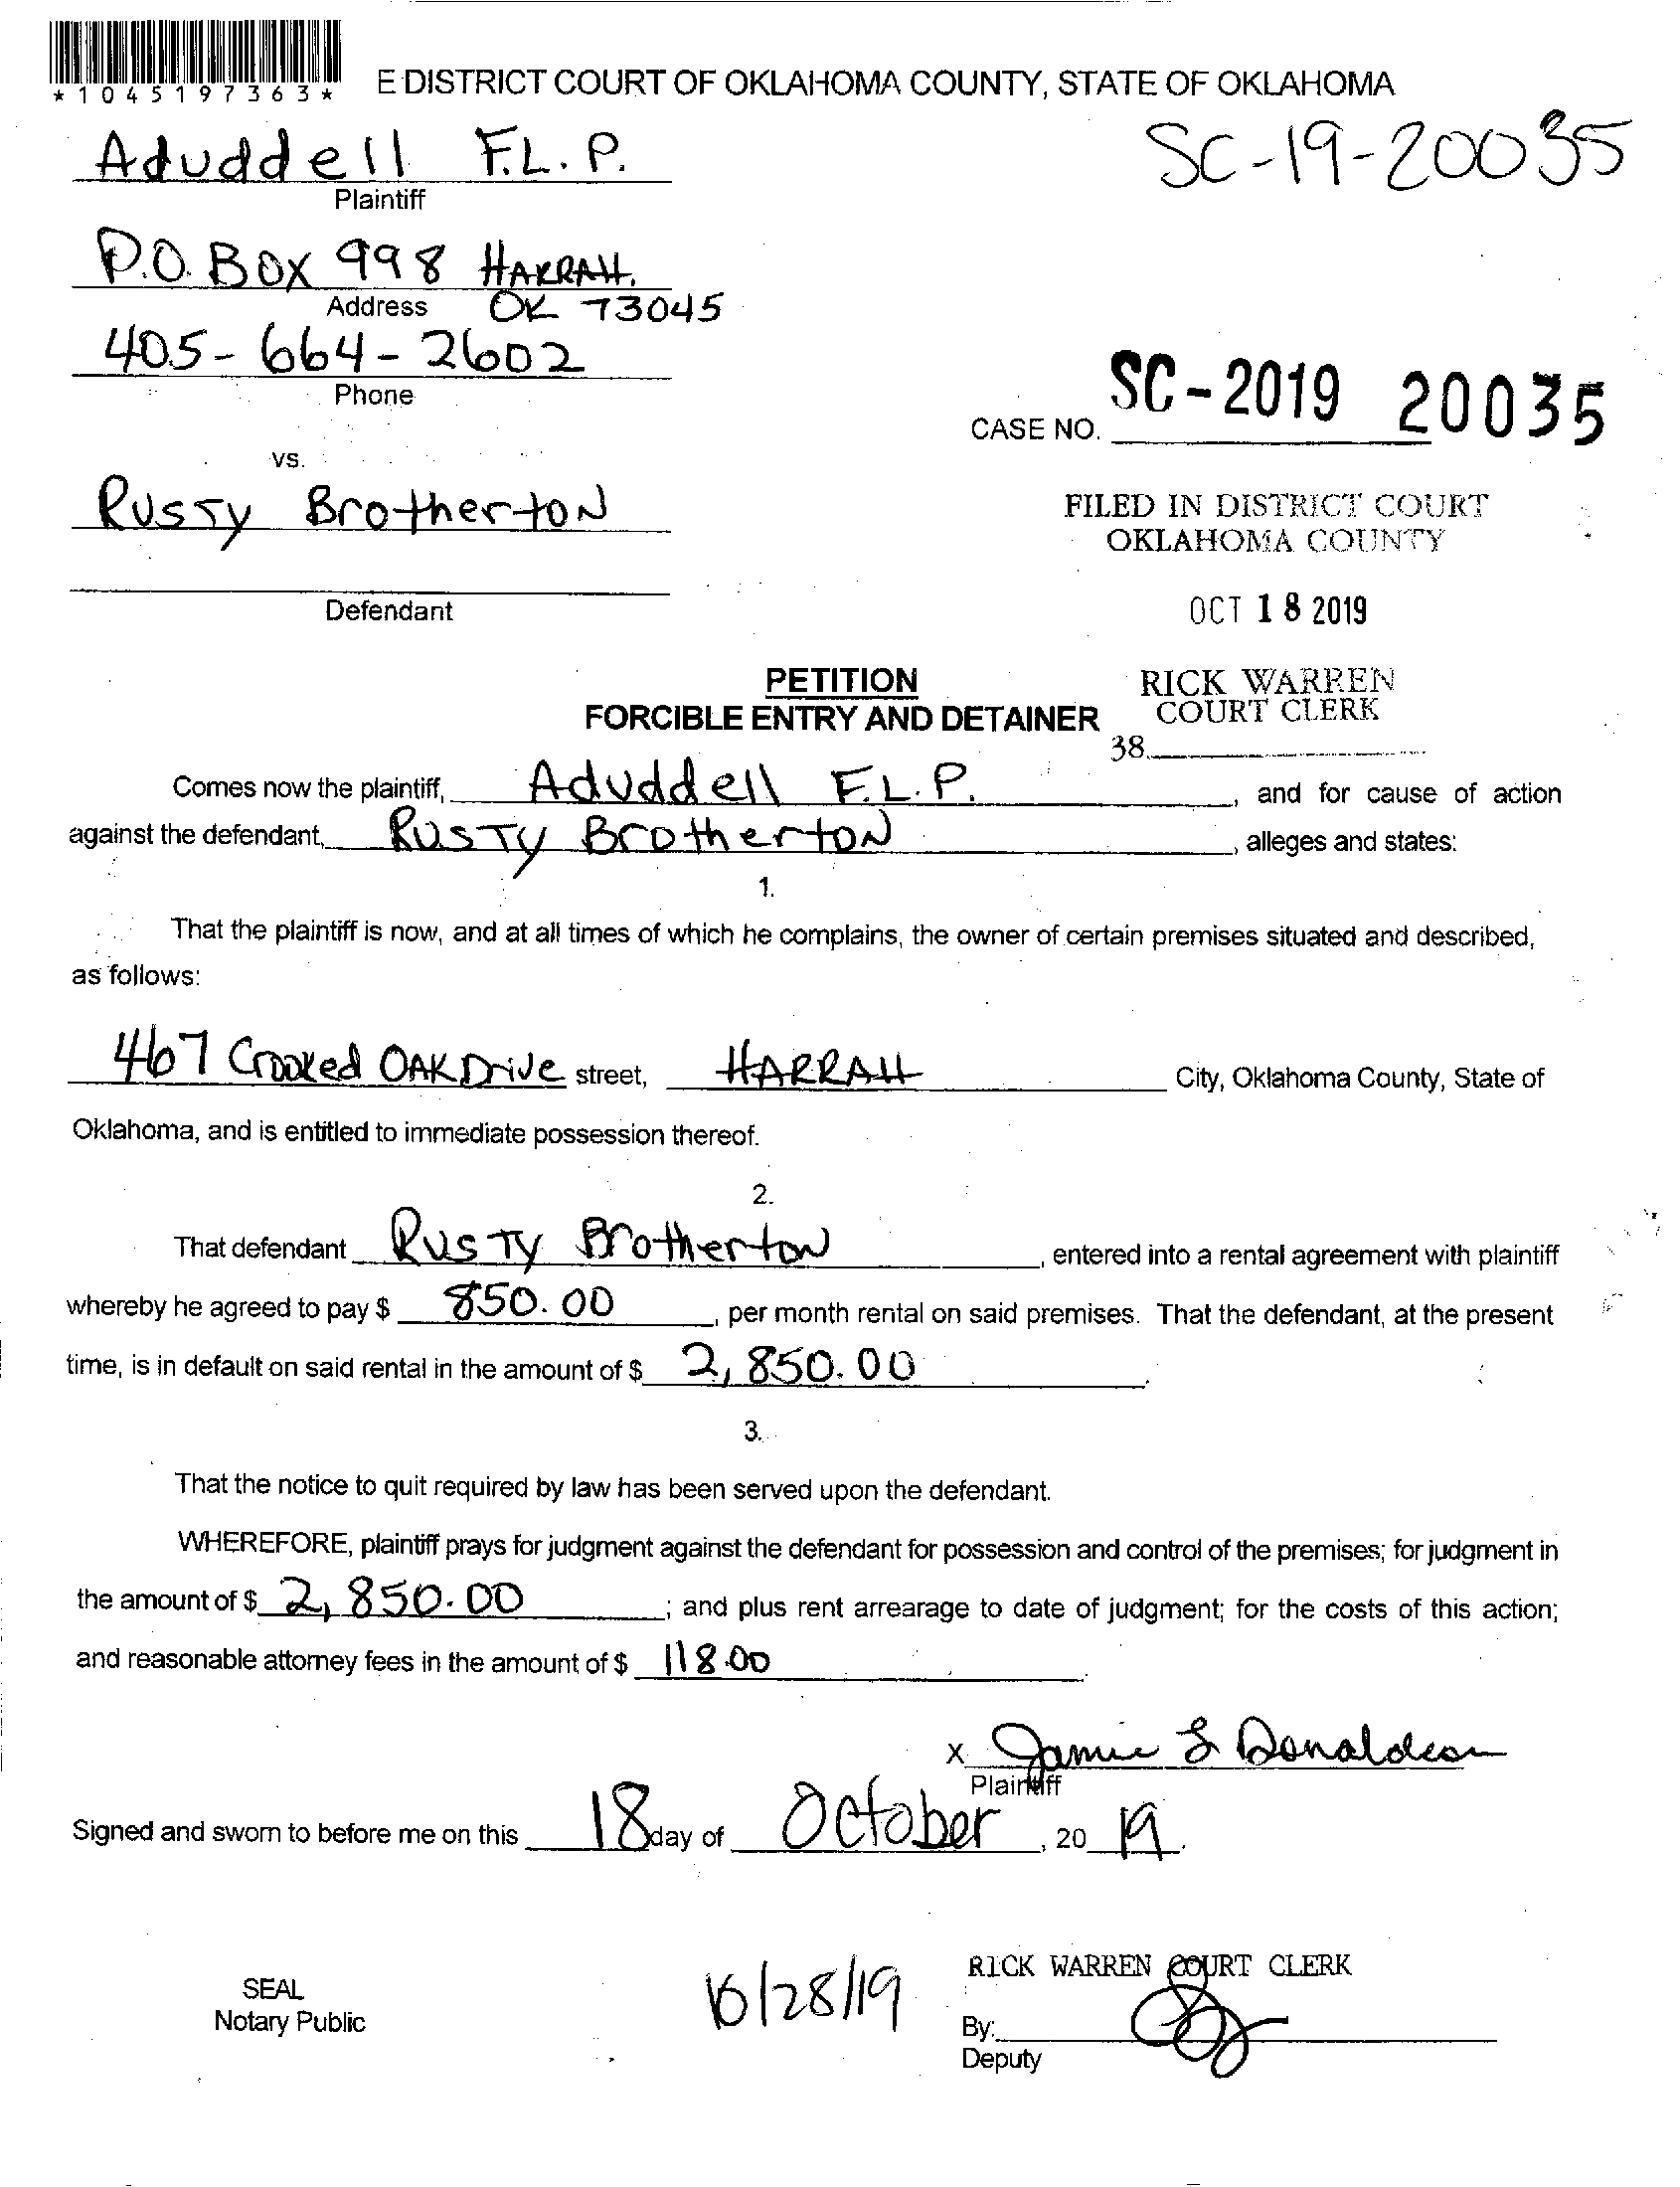 *1045197363*
E DISTRICT COURT OF OKLAHOMA COUNTY, STATE OF OKLAHOMA
Aduddell F.L.P.
SC-19-20035
Plaintiff
P.O. BOX 998 HARRAH,
Address OK 73045
405-664-2602
Phone
CASE NO. SC-2019 20035
vs.
Rusty Brotherton
FILED IN DISTRICT COURT
OKLAHOMA COUNTY
Defendant
OCT 18 2019
PETITION
FORCIBLE ENTRY AND DETAINER
RICK WARREN
COURT CLERK
38
Comes now the plaintiff, Aduddell F.L.P., and for cause of action
against the defendant, Rusty Brotherton, alleges and states:
1.
That the plaintiff is now, and at all times of which he complains, the owner of certain premises situated and described,
as follows:
467 Crooked OAK Drive street, HARRAH City, Oklahoma County, State of
Oklahoma, and is entitled to immediate possession thereof.
2.
That defendant Rusty Brotherton, entered into a rental agreement with plaintiff
whereby he agreed to pay $ 850.00, per month rental on said premises. That the defendant, at the present
time, is in default on said rental in the amount of $ 2,850.00.
3.
That the notice to quit required by law has been served upon the defendant.
WHEREFORE, plaintiff prays for judgment against the defendant for possession and control of the premises; for judgment in
the amount of $ 2,850.00; and plus rent arrearage to date of judgment; for the costs of this action;
and reasonable attorney fees in the amount of $ 118.00.
X Jamie L Donaldson
Plaintiff
Signed and sworn to before me on this 18 day of October, 2019.
SEAL
Notary Public
10/28/19
RICK WARREN COURT CLERK
By:
Deputy